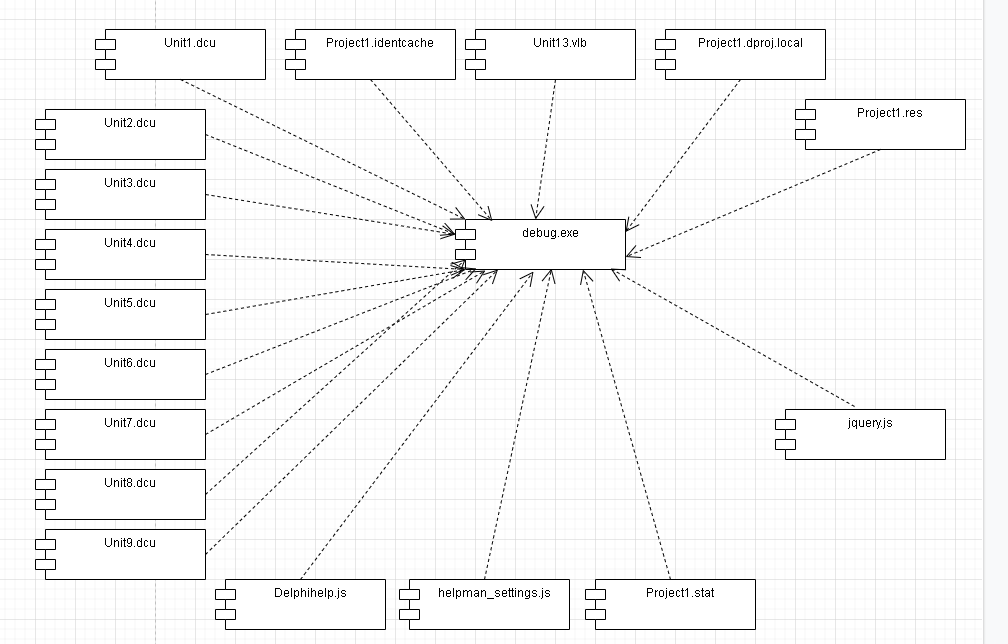 Unit1.dcu
Project1.identcache
Unit13.vlb
Project1.dproj.local
Project1.res
Unit2.dcu
Unit3.dcu
Unit4.dcu
debug.exe
Unit5.dcu
Unit6.dcu
Unit7.dcu
jquery.js
Unit8.dcu
Unit9.dcu
Delphihelp.js
helpman_settings.js
Project1.stat